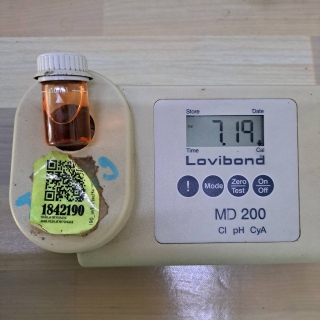 Store Date
7.19
Time Cal
Lovibond
!
Mode
Zero
Test
On
Off
MD 200
Cl pH CyA
1842190